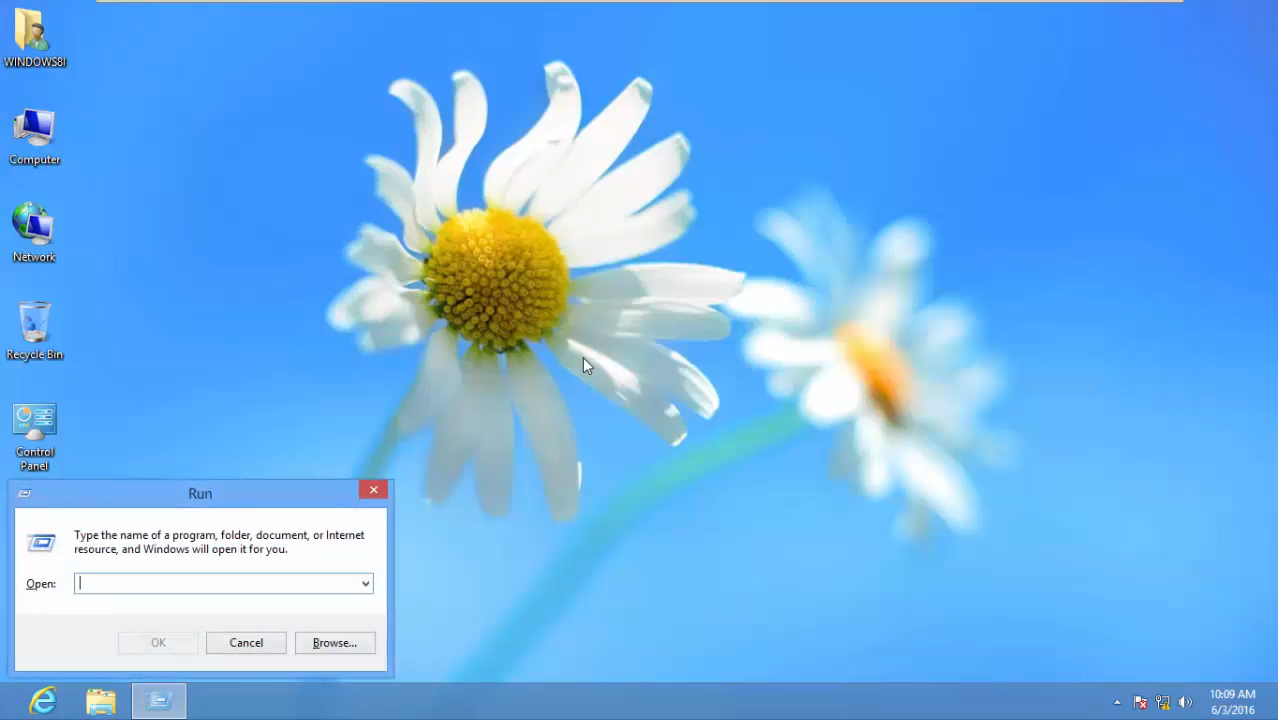 WINDOWS8I
Computer
Network
Recycle Bin
Control
Panel
Run
Type the name of a program, folder, document, or Internet
resource, and Windows will open it for you.
Open:
OK
Cancel
Browse...
10:09 AM
6/3/2016